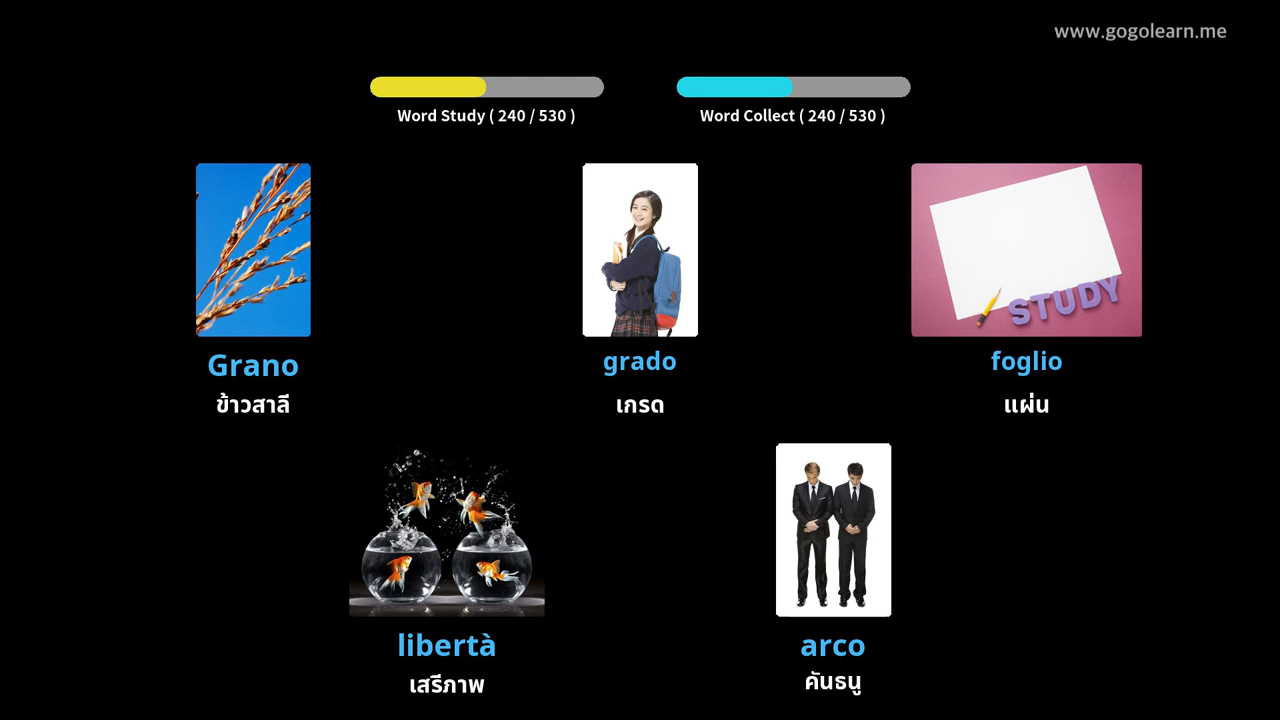 www.gogolearn.me
Word Study ( 240 / 530 )
Word Collect ( 240 / 530 )
Grano
ข้าวสาลี
grado
เกรด
foglio
แผ่น
STUDY
libertà
เสรีภาพ
arco
คันธนู